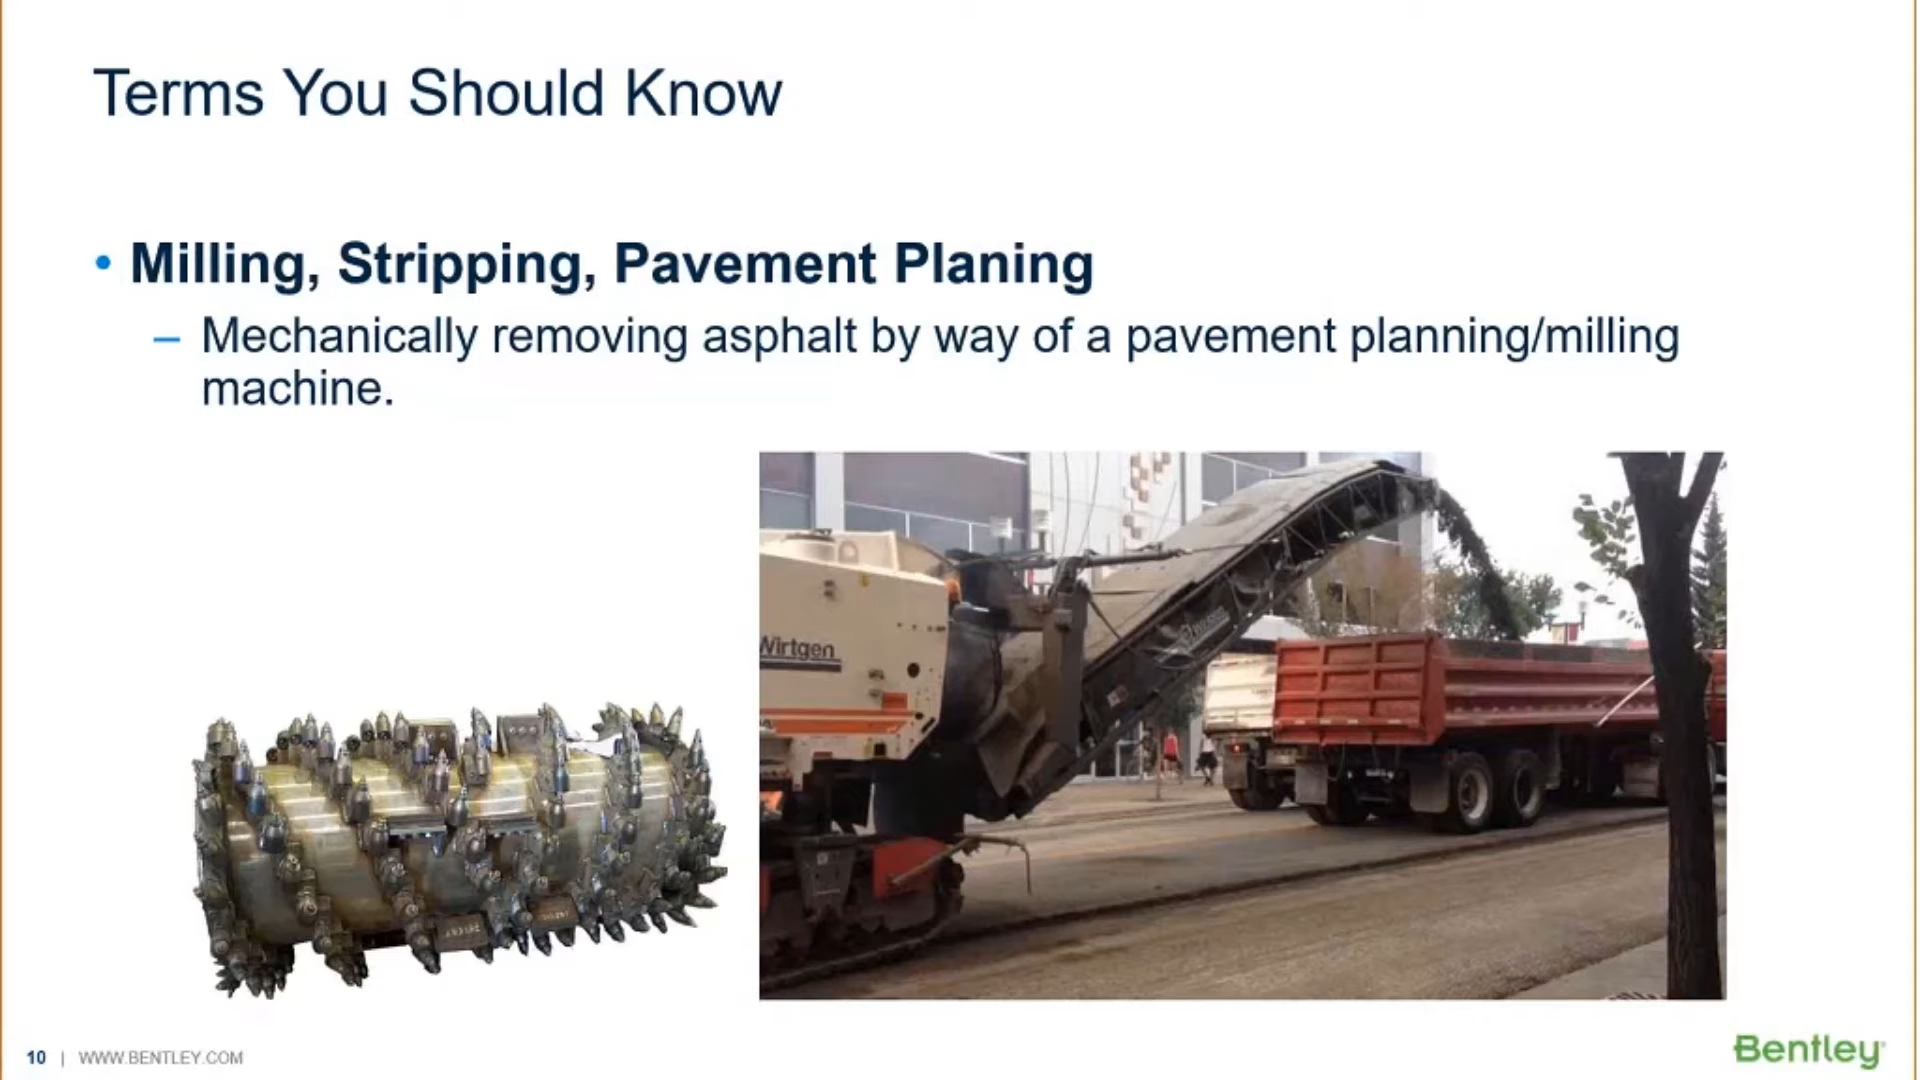 Terms You Should Know
• Milling, Stripping, Pavement Planing
– Mechanically removing asphalt by way of a pavement planning/milling
machine.
Wirtgen
10 | WWW.BENTLEY.COM
Bentley